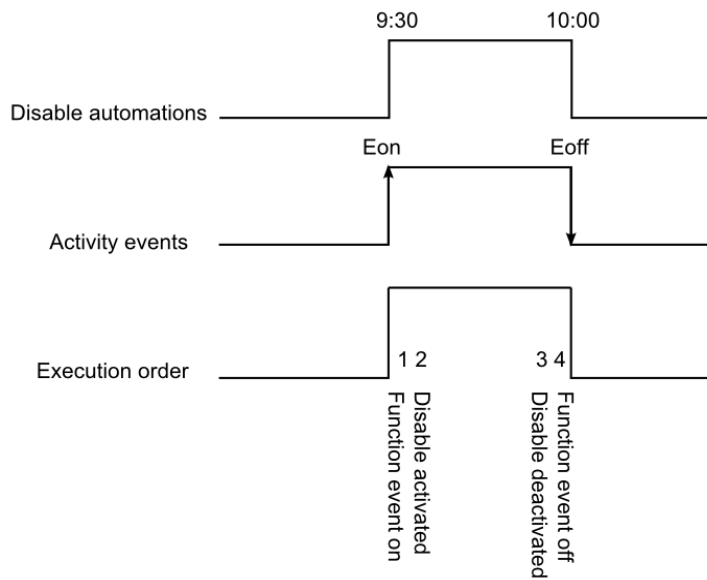 9:30 10:00
Disable automations
Eon Eoff
Activity events
1 2 3 4
Execution order
Function event on
Disable activated
Disable deactivated
Function event off